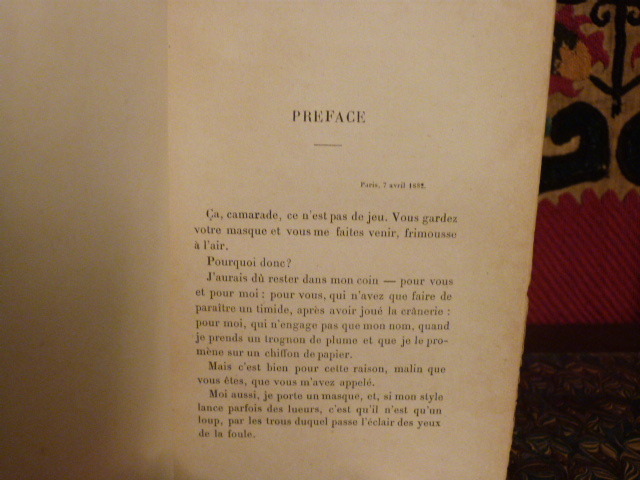 PREFACE
Paris, 7 avril 1882.
Ça, camarade, ce n'est pas de jeu. Vous gardez
votre masque et vous me faites venir, frimousse
à l'air.
Pourquoi donc?
J'aurais dû rester dans mon coin — pour vous
et pour moi : pour vous, qui n'avez que faire de
paraître un timide, après avoir joué la crânerie :
pour moi, qui n'engage pas que mon nom, quand
je prends un trognon de plume et que je le pro-
mène sur un chiffon de papier.
Mais c'est bien pour cette raison, malin que
vous êtes, que vous m'avez appelé.
Moi aussi, je porte un masque, et, si mon style
lance parfois des lueurs, c'est qu'il n'est qu'un
loup, par les trous duquel passe l'éclair des yeux
de la foule.